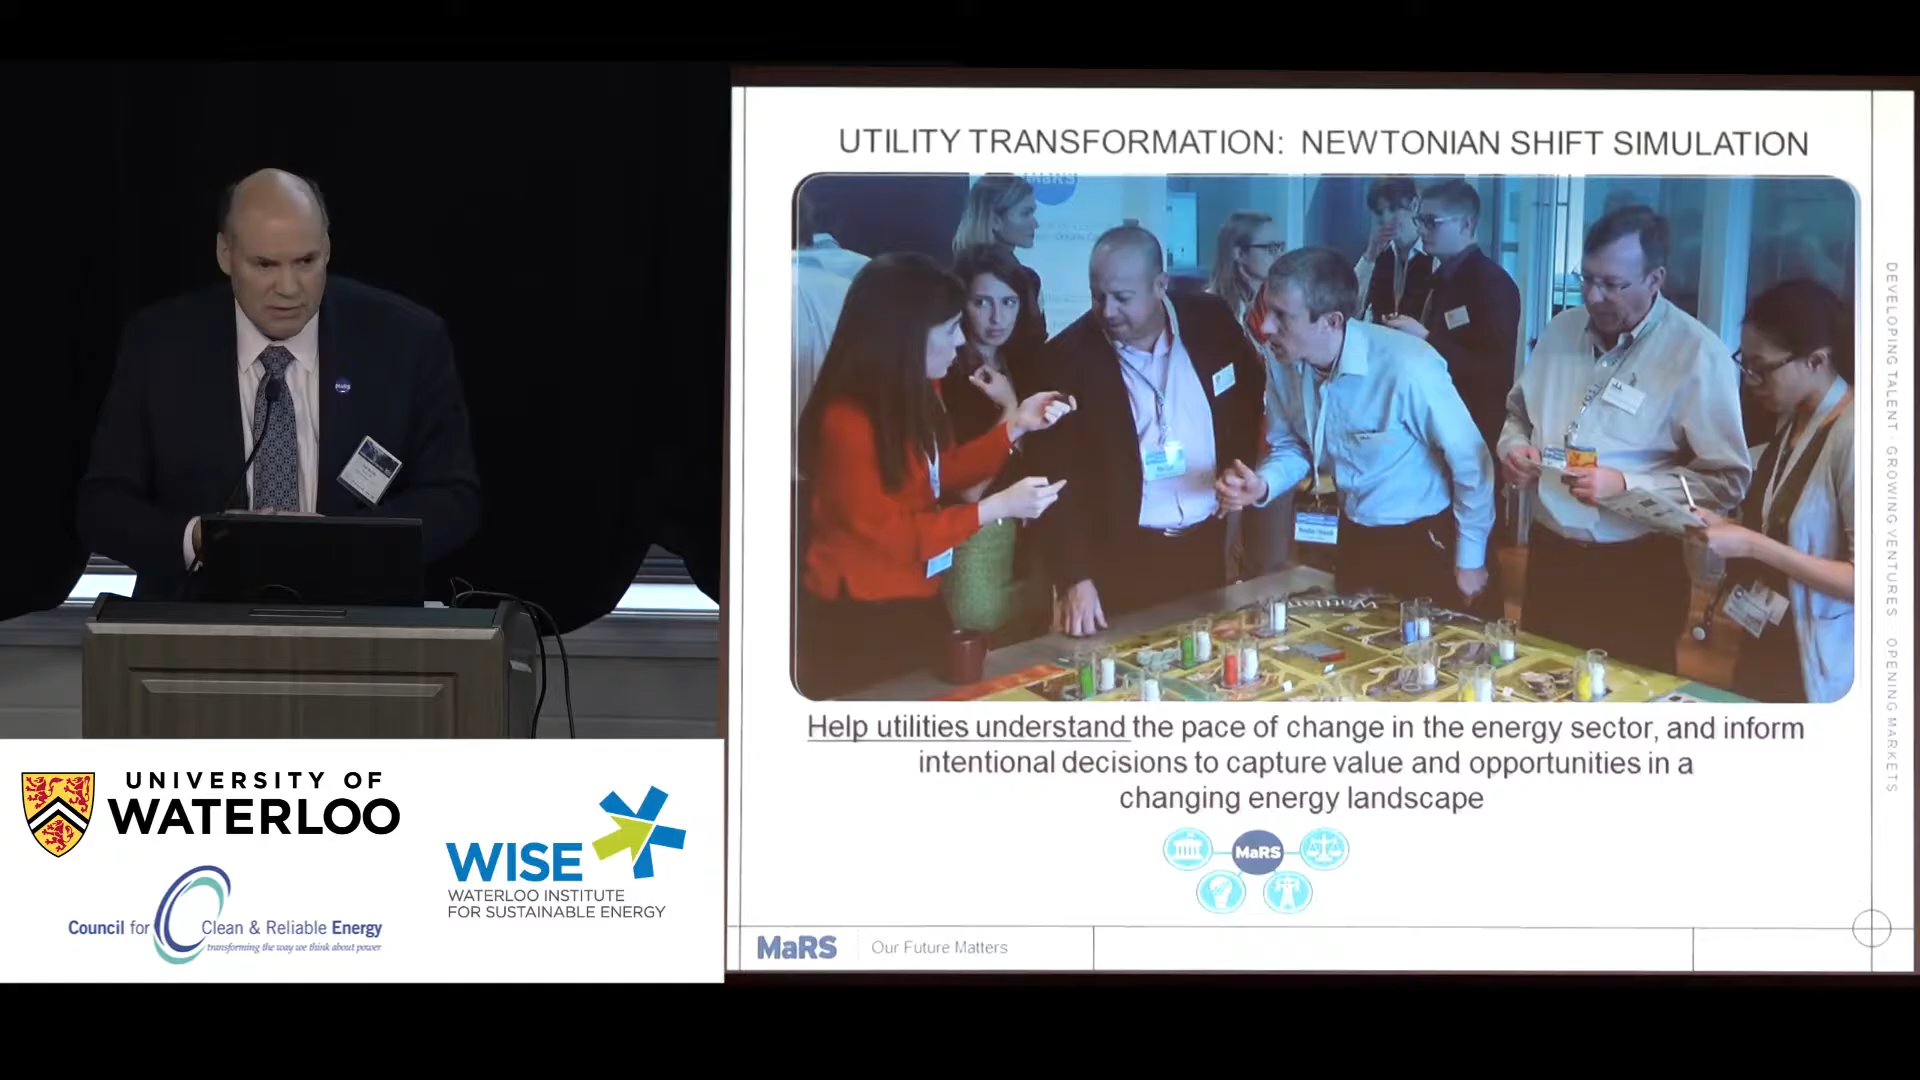 UTILITY TRANSFORMATION: NEWTONIAN SHIFT SIMULATION
MaRS
Help utilities understand the pace of change in the energy sector, and inform
intentional decisions to capture value and opportunities in a
changing energy landscape
MaRS
MaRS
Our Future Matters
DEVELOPING TALENT · GROWING VENTURES · OPENING MARKETS
MaRS
UNIVERSITY OF
WATERLOO
WISE
WATERLOO INSTITUTE
FOR SUSTAINABLE ENERGY
Council for Clean & Reliable Energy
transforming the way we think about power